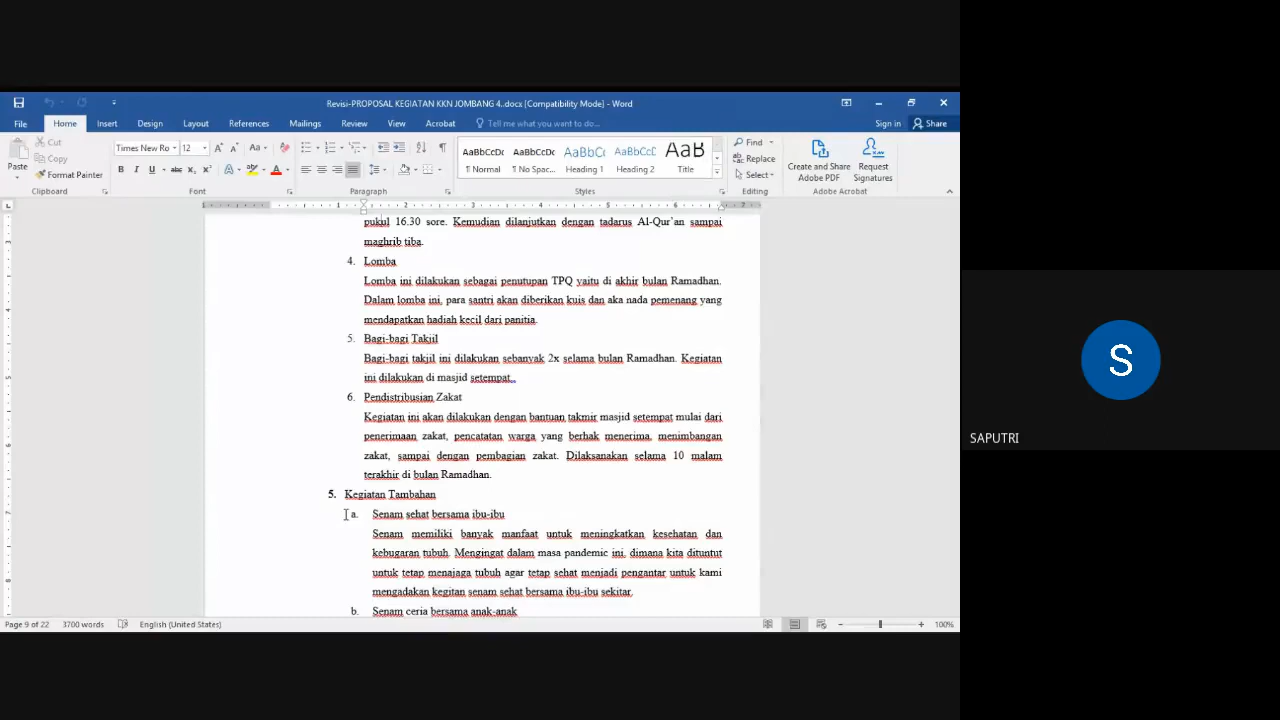 Revisi-PROPOSAL KEGIATAN KKN JOMBANG 4..docx [Compatibility Mode] - Word
File Home Insert Design Layout References Mailings Review View Acrobat Tell me what you want to do... Sign in Share
Paste Cut Copy Format Painter Clipboard
Times New Ro 12 Font
Paragraph
AaBbCcDc AaBbCcDc AaBbCc AaBbCcD AaB
¶ Normal ¶ No Spac... Heading 1 Heading 2 Title
Styles
Find Replace Select Editing
Create and Share Adobe PDF Request Signatures
Adobe Acrobat
pukul 16.30 sore. Kemudian dilanjutkan dengan tadarus Al-Qur'an sampai
maghrib tiba.
4. Lomba
Lomba ini dilakukan sebagai penutupan TPQ yaitu di akhir bulan Ramadhan.
Dalam lomba ini, para santri akan diberikan kuis dan aka nada pemenang yang
mendapatkan hadiah kecil dari panitia.
5. Bagi-bagi Takjil
Bagi-bagi takjil ini dilakukan sebanyak 2x selama bulan Ramadhan. Kegiatan
ini dilakukan di masjid setempat..
6. Pendistribusian Zakat
Kegiatan ini akan dilakukan dengan bantuan takmir masjid setempat mulai dari
penerimaan zakat, pencatatan warga yang berhak menerima, menimbangan
zakat, sampai dengan pembagian zakat. Dilaksanakan selama 10 malam
terakhir di bulan Ramadhan.
5. Kegiatan Tambahan
a. Senam sehat bersama ibu-ibu
Senam memiliki banyak manfaat untuk meningkatkan kesehatan dan
kebugaran tubuh. Mengingat dalam masa pandemic ini, dimana kita dituntut
untuk tetap menajaga tubuh agar tetap sehat menjadi pengantar untuk kami
mengadakan kegitan senam sehat bersama ibu-ibu sekitar.
b. Senam ceria bersama anak-anak
Page 9 of 22 3700 words English (United States) 100%
S
SAPUTRI